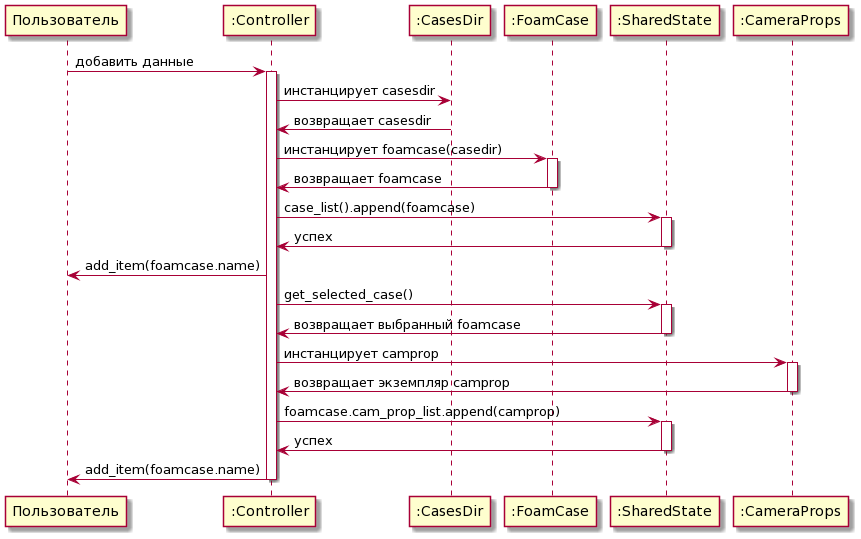 Пользователь :Controller :CasesDir :FoamCase :SharedState :CameraProps
добавить данные
инстанцирует casesdir
возвращает casesdir
инстанцирует foamcase(casedir)
возвращает foamcase
case_list().append(foamcase)
успех
add_item(foamcase.name)
get_selected_case()
возвращает выбранный foamcase
инстанцирует camprop
возвращает экземпляр camprop
foamcase.cam_prop_list.append(camprop)
успех
add_item(foamcase.name)
Пользователь :Controller :CasesDir :FoamCase :SharedState :CameraProps